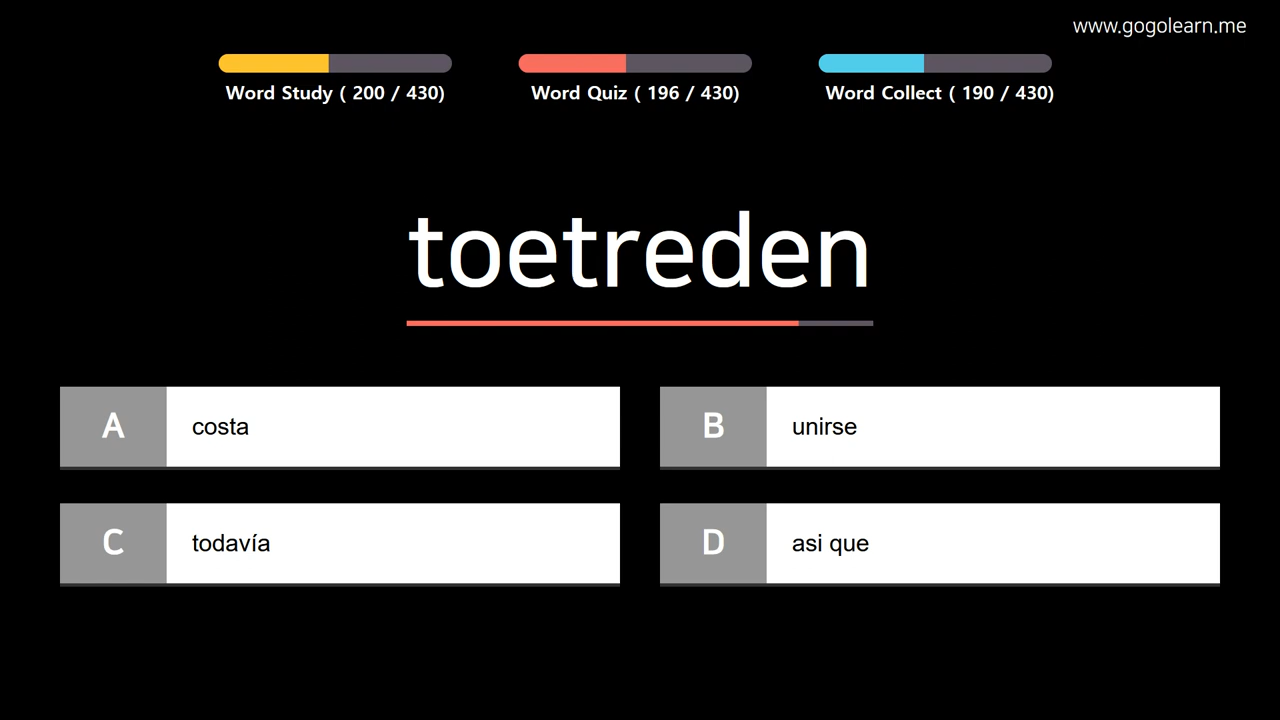 www.gogolearn.me
Word Study ( 200 / 430)
Word Quiz ( 196 / 430)
Word Collect ( 190 / 430)
toetreden
A costa
B unirse
C todavía
D asi que